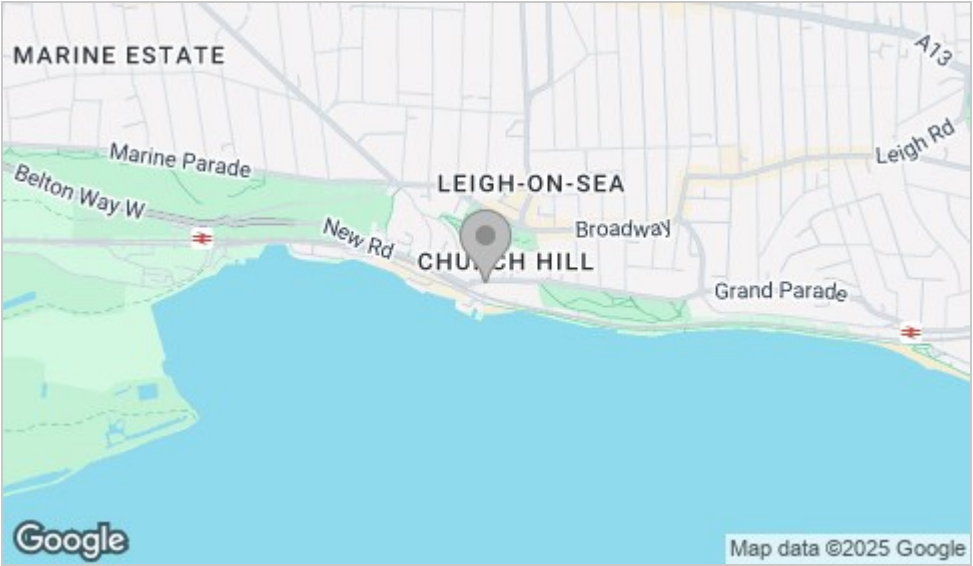 MARINE ESTATE
A13
Leigh Rd
Marine Parade
Belton Way W
LEIGH-ON-SEA
New Rd
Broadway
CHURCH HILL
Grand Parade
Google
Map data ©2025 Google